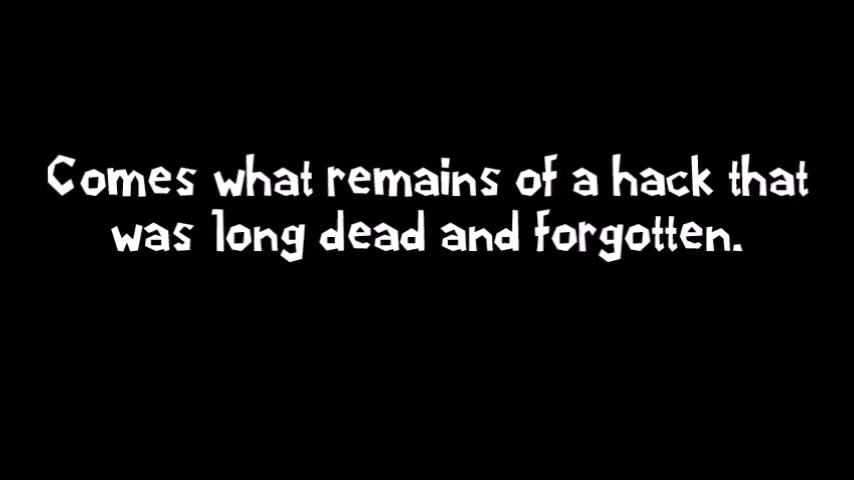 Comes what remains of a hack that
was long dead and forgotten.